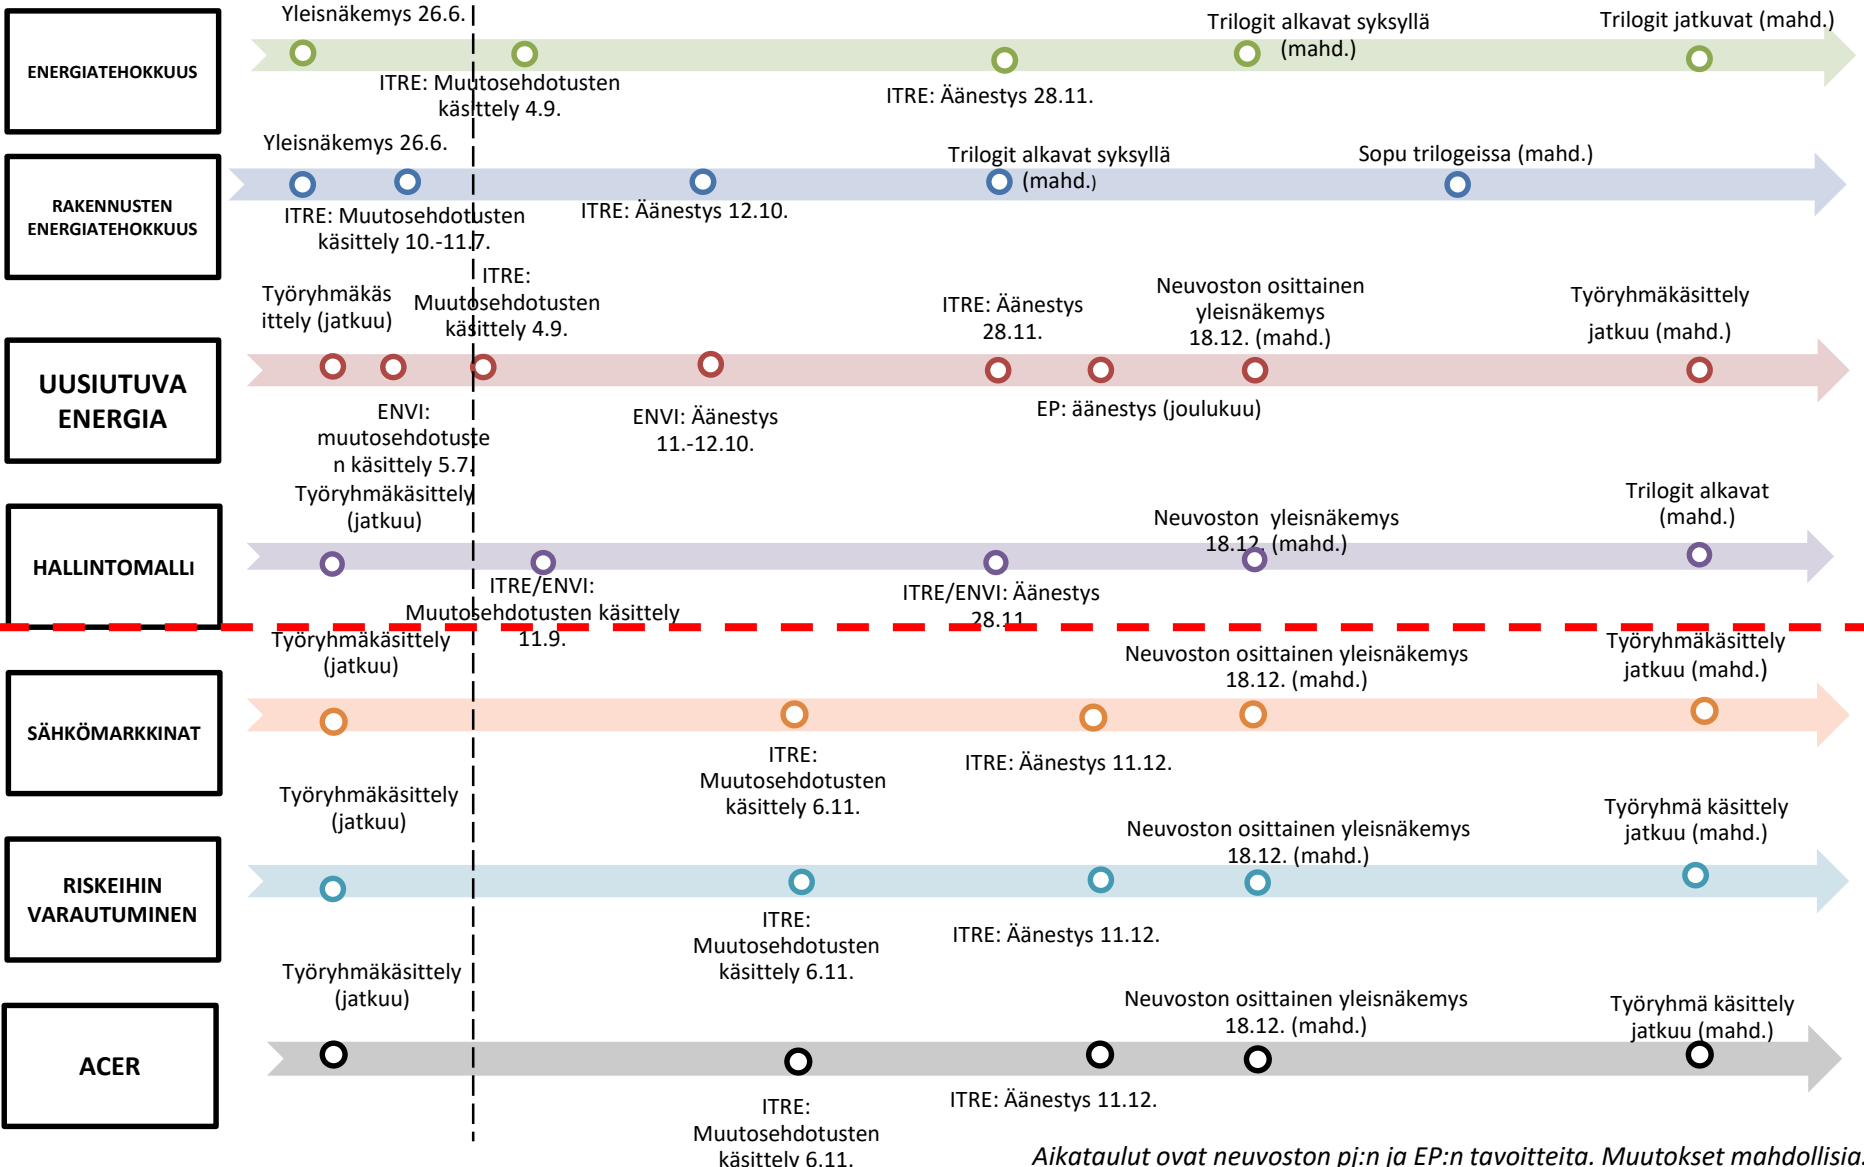 ENERGIATEHOKKUUS
Yleisnäkemys 26.6.
ITRE: Muutosehdotusten
käsittely 4.9.
ITRE: Äänestys 28.11.
Trilogit alkavat syksyllä
(mahd.)
Trilogit jatkuvat (mahd.)
RAKENNUSTEN
ENERGIATEHOKKUUS
Yleisnäkemys 26.6.
ITRE: Muutosehdotusten
käsittely 10.-11.7.
ITRE: Äänestys 12.10.
Trilogit alkavat syksyllä
(mahd.)
Sopu trilogeissa (mahd.)
UUSIUTUVA
ENERGIA
Työryhmäkäs
ittely (jatkuu)
ENVI:
muutosehdotuste
n käsittely 5.7.
ITRE:
Muutosehdotusten
käsittely 4.9.
ENVI: Äänestys
11.-12.10.
ITRE: Äänestys
28.11.
EP: äänestys (joulukuu)
Neuvoston osittainen
yleisnäkemys
18.12. (mahd.)
Työryhmäkäsittely
jatkuu (mahd.)
HALLINTOMALLI
Työryhmäkäsittely
(jatkuu)
ITRE/ENVI:
Muutosehdotusten käsittely
11.9.
ITRE/ENVI: Äänestys
28.11
Neuvoston yleisnäkemys
18.12. (mahd.)
Trilogit alkavat
(mahd.)
SÄHKÖMARKKINAT
Työryhmäkäsittely
(jatkuu)
ITRE:
Muutosehdotusten
käsittely 6.11.
ITRE: Äänestys 11.12.
Neuvoston osittainen yleisnäkemys
18.12. (mahd.)
Työryhmäkäsittely
jatkuu (mahd.)
RISKEIHIN
VARAUTUMINEN
Työryhmäkäsittely
(jatkuu)
ITRE:
Muutosehdotusten
käsittely 6.11.
ITRE: Äänestys 11.12.
Neuvoston osittainen yleisnäkemys
18.12. (mahd.)
Työryhmä käsittely
jatkuu (mahd.)
ACER
Työryhmäkäsittely
(jatkuu)
ITRE:
Muutosehdotusten
käsittely 6.11.
ITRE: Äänestys 11.12.
Neuvoston osittainen yleisnäkemys
18.12. (mahd.)
Työryhmä käsittely
jatkuu (mahd.)
Aikataulut ovat neuvoston pj:n ja EP:n tavoitteita. Muutokset mahdollisia.